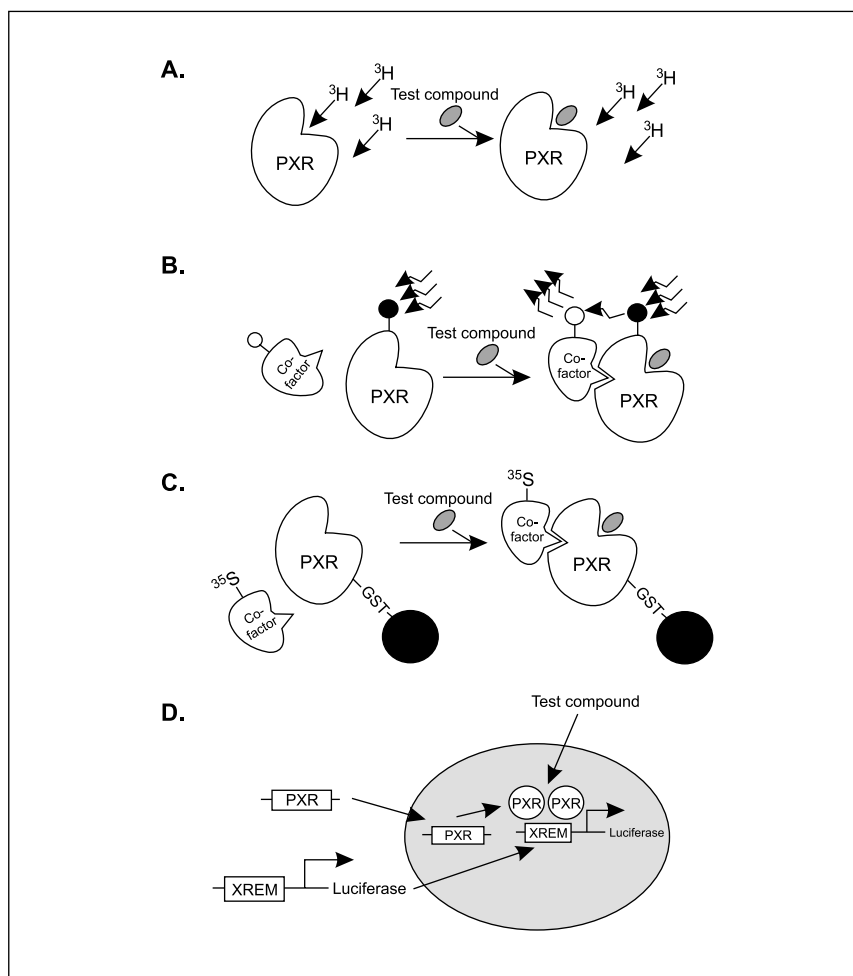 A.
³H
³H
³H
PXR
Test compound
PXR
³H
³H
³H
B.
Co-
factor
PXR
Test compound
Co-
factor
PXR
C.
³⁵S
Co-
factor
PXR
GST
Test compound
³⁵S
Co-
factor
PXR
GST
D.
Test compound
PXR
PXR
PXR PXR
XREM
Luciferase
XREM
Luciferase